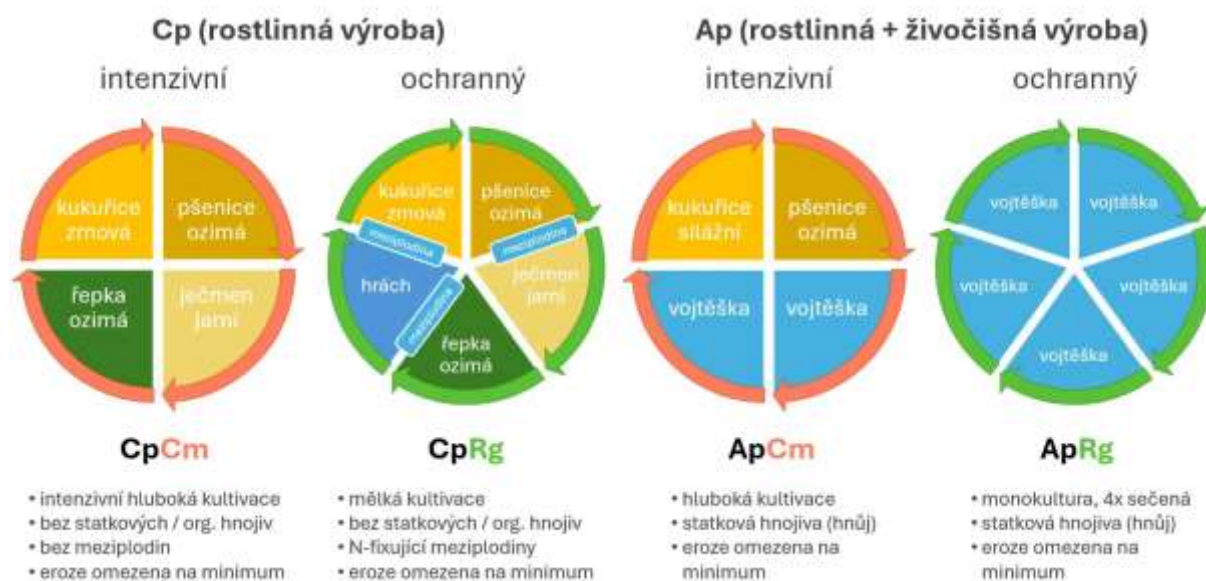 Cp (rostlinná výroba)
intenzivní
kukuřice
zrnová
pšenice
ozimá
řepka
ozimá
ječmen
jarní
CpCm
• intenzivní hluboká kultivace
• bez statkových / org. hnojiv
• bez meziplodin
• eroze omezena na minimum
ochranný
kukuřice
zrnová
pšenice
ozimá
meziplodina
meziplodina
hrách
ječmen
jarní
meziplodina
řepka
ozimá
CpRg
• mělká kultivace
• bez statkových / org. hnojiv
• N-fixující meziplodiny
• eroze omezena na minimum
Ap (rostlinná + živočišná výroba)
intenzivní
kukuřice
silážní
pšenice
ozimá
vojtěška
vojtěška
ApCm
• hluboká kultivace
• statková hnojiva (hnůj)
• eroze omezena na
minimum
ochranný
vojtěška
vojtěška
vojtěška
vojtěška
vojtěška
ApRg
• monokultura, 4x sečená
• statková hnojiva (hnůj)
• eroze omezena na
minimum